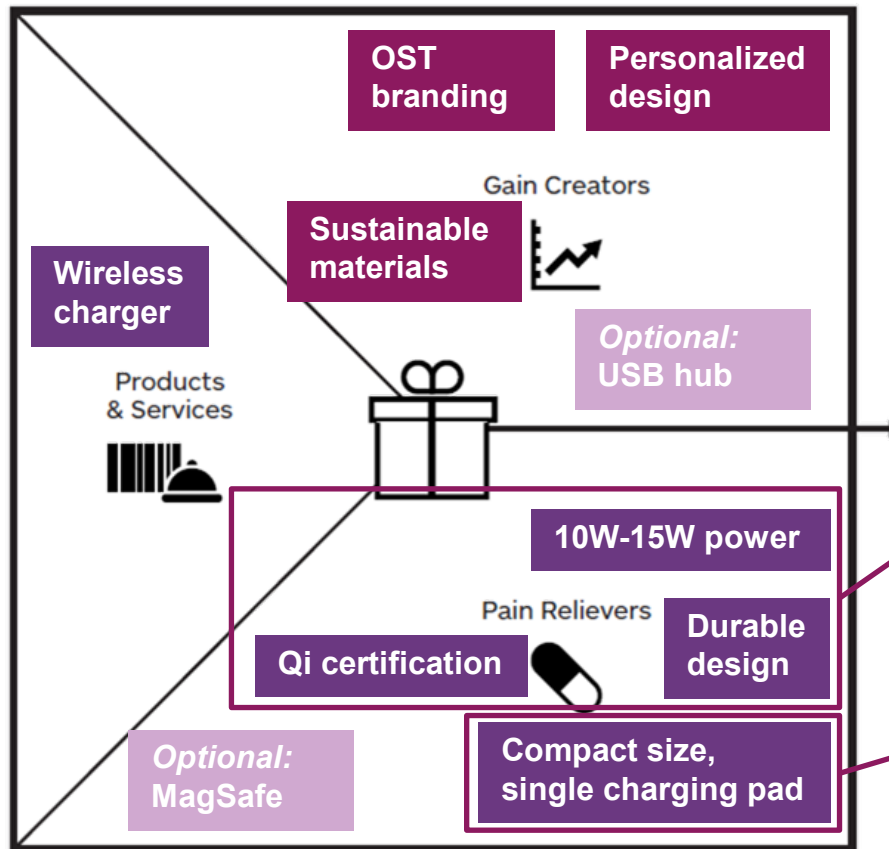 OST
branding
Personalized
design
Gain Creators
Sustainable
materials
Wireless
charger
Optional:
USB hub
Products
& Services
10W-15W power
Pain Relievers
Durable
design
Qi certification
Optional:
MagSafe
Compact size,
single charging pad